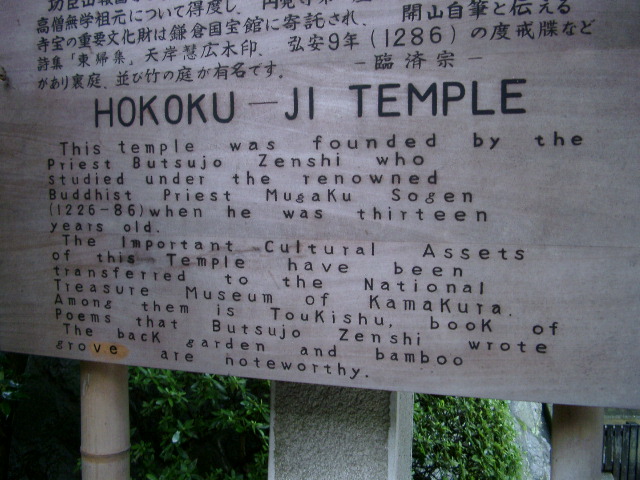 高僧無学祖元について得度し、
開山自筆と伝える
寺宝の重要文化財は鎌倉国宝館に寄託され、
詩集「東帰集」天岸慧広木印、弘安9年(1286)の度戒牒など
があり裏庭、並び竹の庭が有名です。
-臨済宗-
HOKOKU-JI TEMPLE
This temple was founded by the
Priest Butsujo Zenshi who
studied under the renowned
Buddhist Priest Mugaku Sogen
(1226-86)when he was thirteen
years old.
The Important Cultural Assets
of this Temple have been
transferred to the National
Treasure Museum of Kamakura.
Among them is Toukishu, book of
Poems that Butsujo Zenshi wrote
The back garden and bamboo
grove are noteworthy.